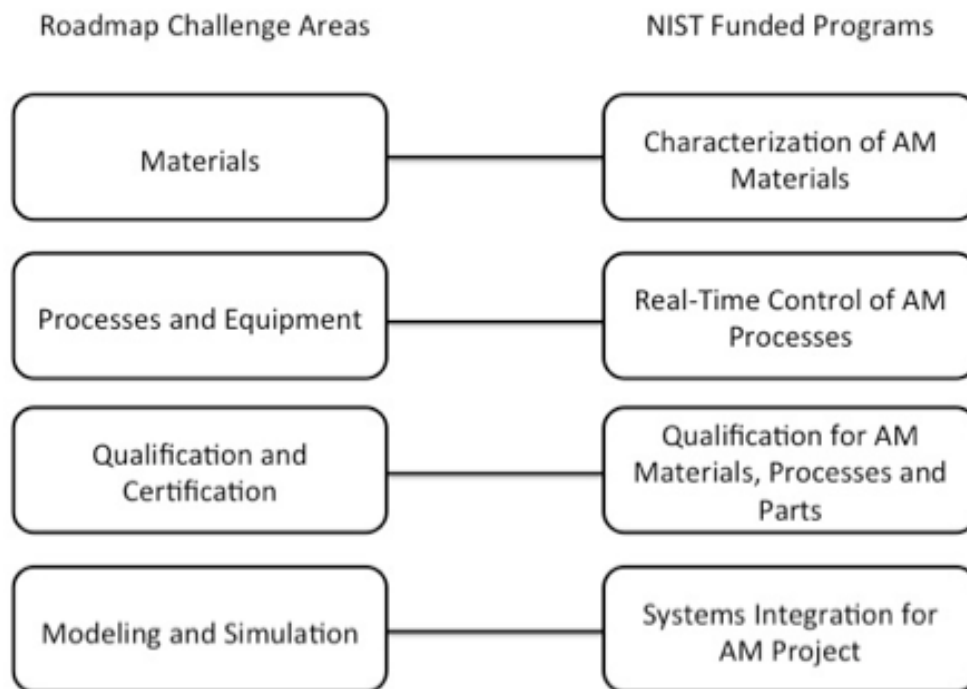 Roadmap Challenge Areas
NIST Funded Programs
Materials
Characterization of AM
Materials
Processes and Equipment
Real-Time Control of AM
Processes
Qualification and
Certification
Qualification for AM
Materials, Processes and
Parts
Modeling and Simulation
Systems Integration for
AM Project